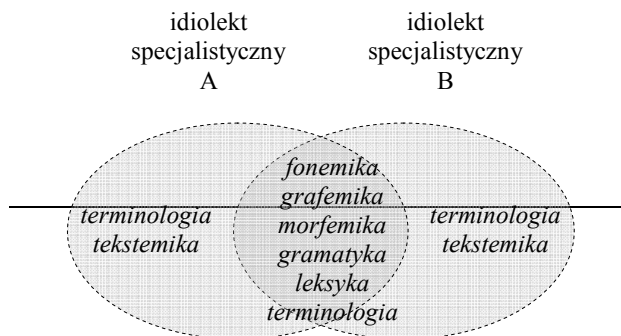 idiolekt
specjalistyczny
A
idiolekt
specjalistyczny
B
terminologia
tekstemika
fonemika
grafemika
morfemika
gramatyka
leksyka
terminologia
terminologia
tekstemika